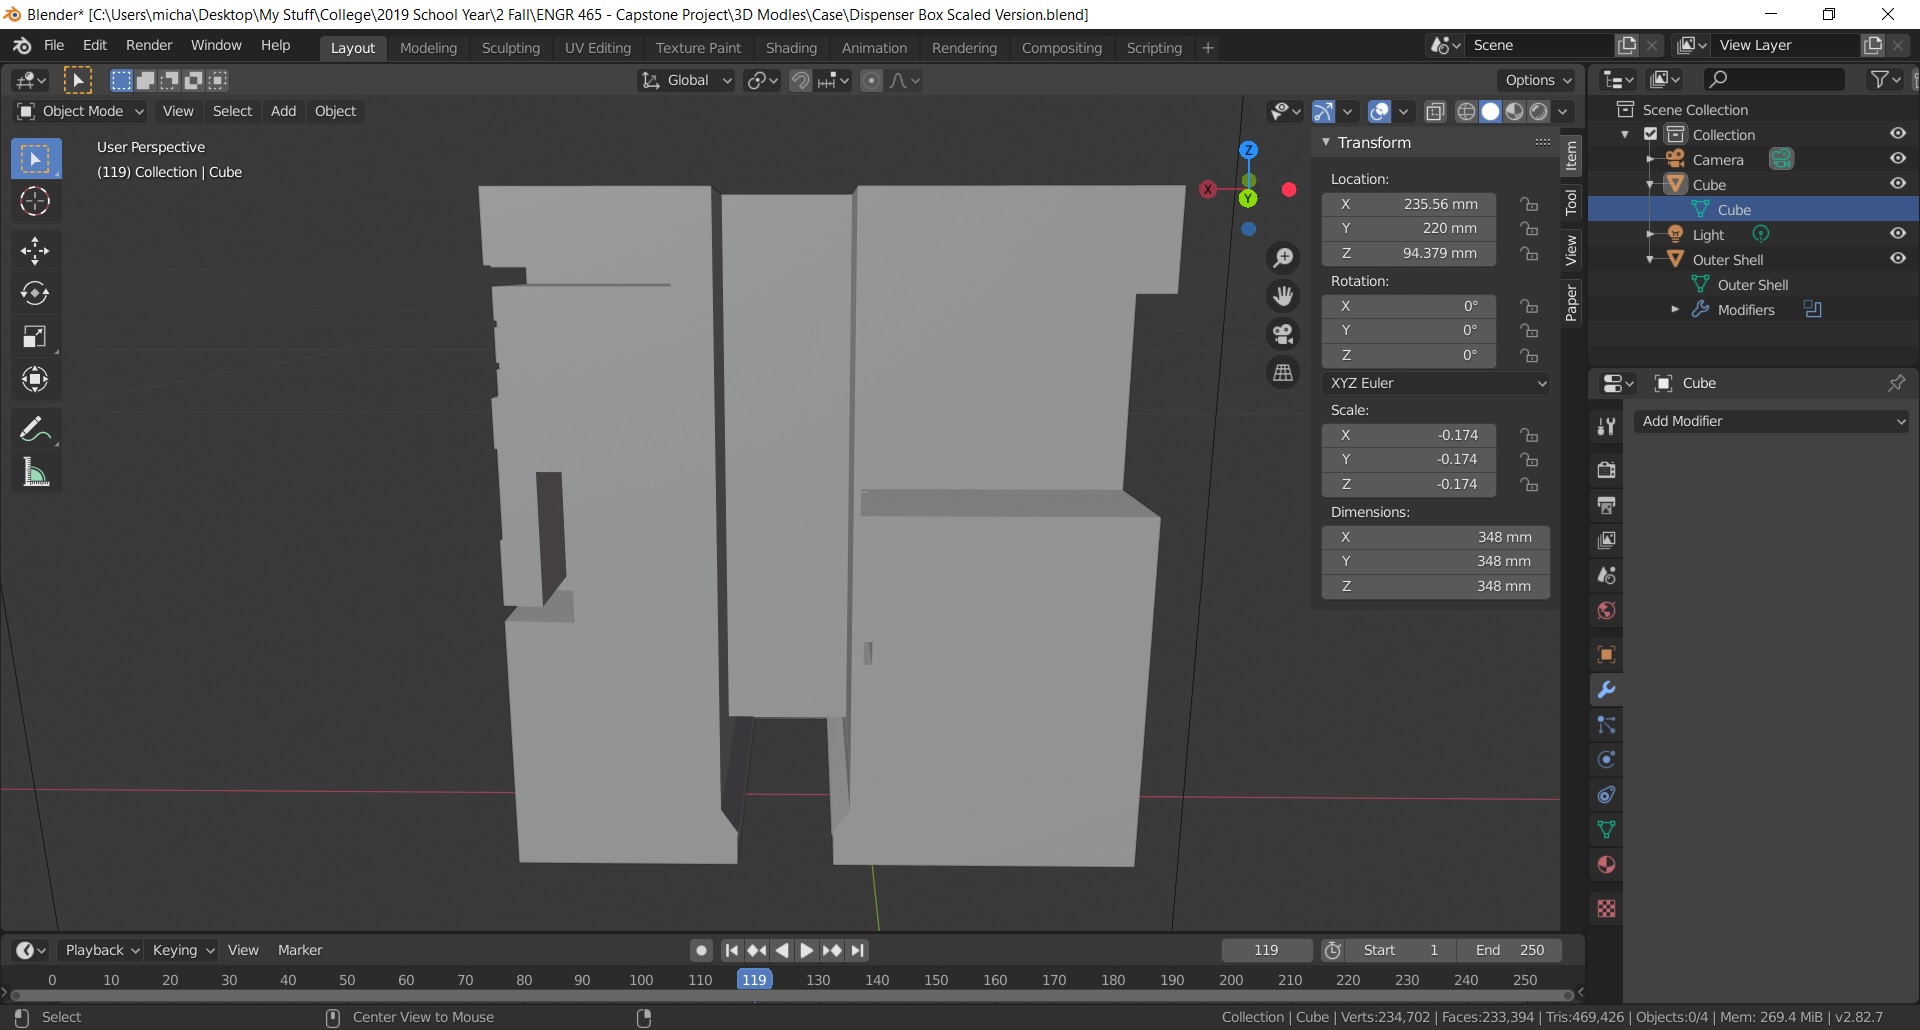 Blender* [C:\Users\micha\Desktop\My Stuff\College\2019 School Year\2 Fall\ENGR 465 - Capstone Project\3D Modles\Case\Dispenser Box Scaled Version.blend]
File Edit Render Window Help
Layout Modeling Sculpting UV Editing Texture Paint Shading Animation Rendering Compositing Scripting +
Scene
View Layer
Global
Options
Object Mode View Select Add Object
User Perspective
(119) Collection | Cube
Z
X
Y
Transform
Location:
X 235.56 mm
Y 220 mm
Z 94.379 mm
Rotation:
X 0°
Y 0°
Z 0°
XYZ Euler
Scale:
X -0.174
Y -0.174
Z -0.174
Dimensions:
X 348 mm
Y 348 mm
Z 348 mm
Item
Tool
View
Paper
Scene Collection
Collection
Camera
Cube
Cube
Light
Outer Shell
Outer Shell
Modifiers
Cube
Add Modifier
Playback Keying View Marker
119 Start 1 End 250
0 10 20 30 40 50 60 70 80 90 100 110 119 130 140 150 160 170 180 190 200 210 220 230 240 250
Select
Center View to Mouse
Collection | Cube | Verts:234,702 | Faces:233,394 | Tris:469,426 | Objects:0/4 | Mem: 269.4 MiB | v2.82.7